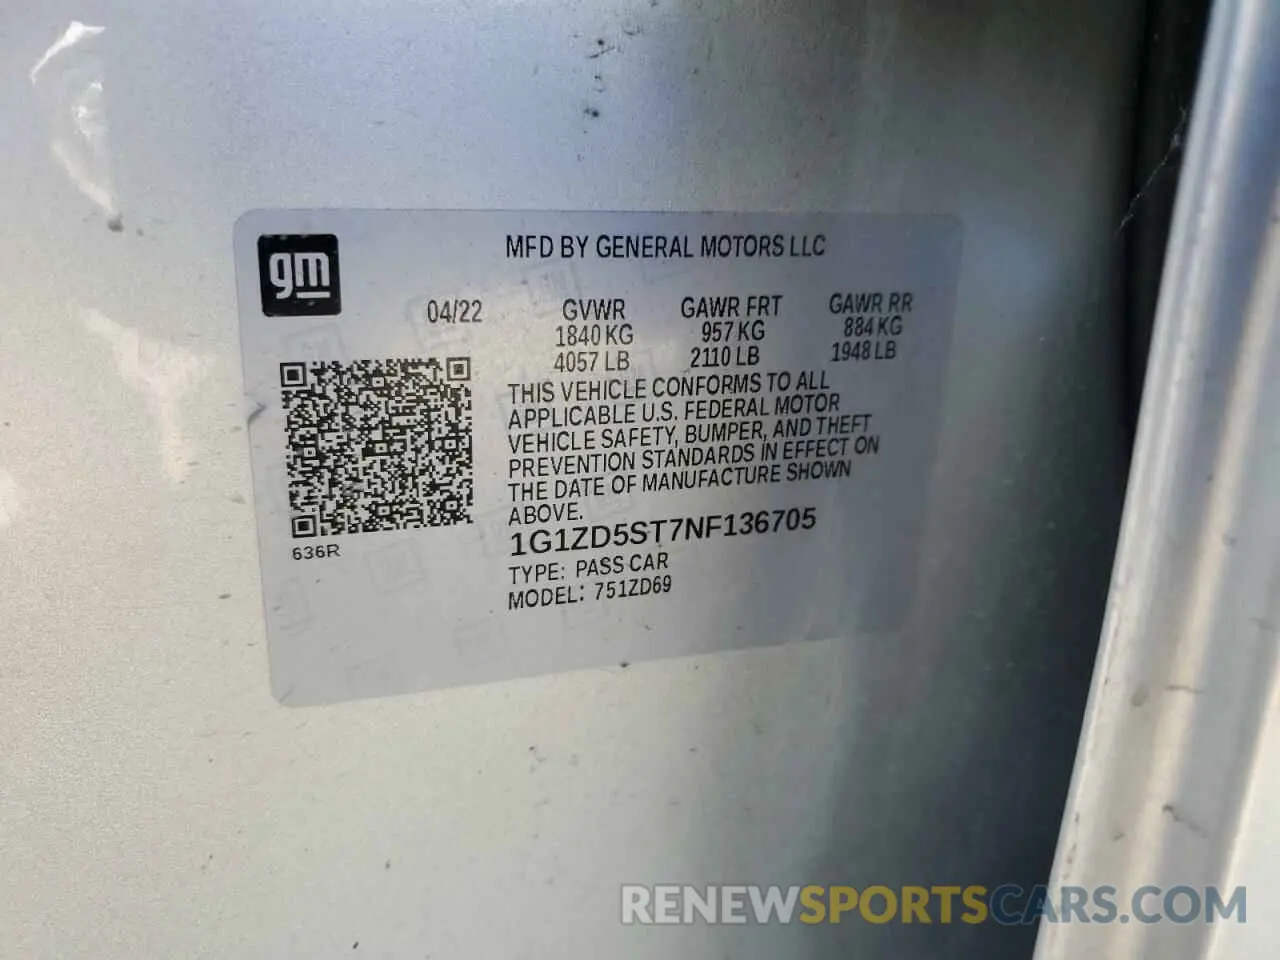 gm
MFD BY GENERAL MOTORS LLC
04/22 GVWR GAWR FRT GAWR RR
1840 KG 957 KG 884 KG
4057 LB 2110 LB 1948 LB
THIS VEHICLE CONFORMS TO ALL
APPLICABLE U.S. FEDERAL MOTOR
VEHICLE SAFETY, BUMPER, AND THEFT
PREVENTION STANDARDS IN EFFECT ON
THE DATE OF MANUFACTURE SHOWN
ABOVE.
636R
1G1ZD5ST7NF136705
TYPE: PASS CAR
MODEL: 751ZD69
RENEWSPORTSCARS.COM